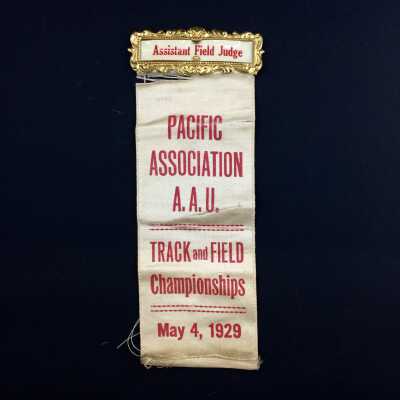 Assistant Field Judge
PACIFIC
ASSOCIATION
A. A. U.
TRACK and FIELD
Championships
May 4, 1929